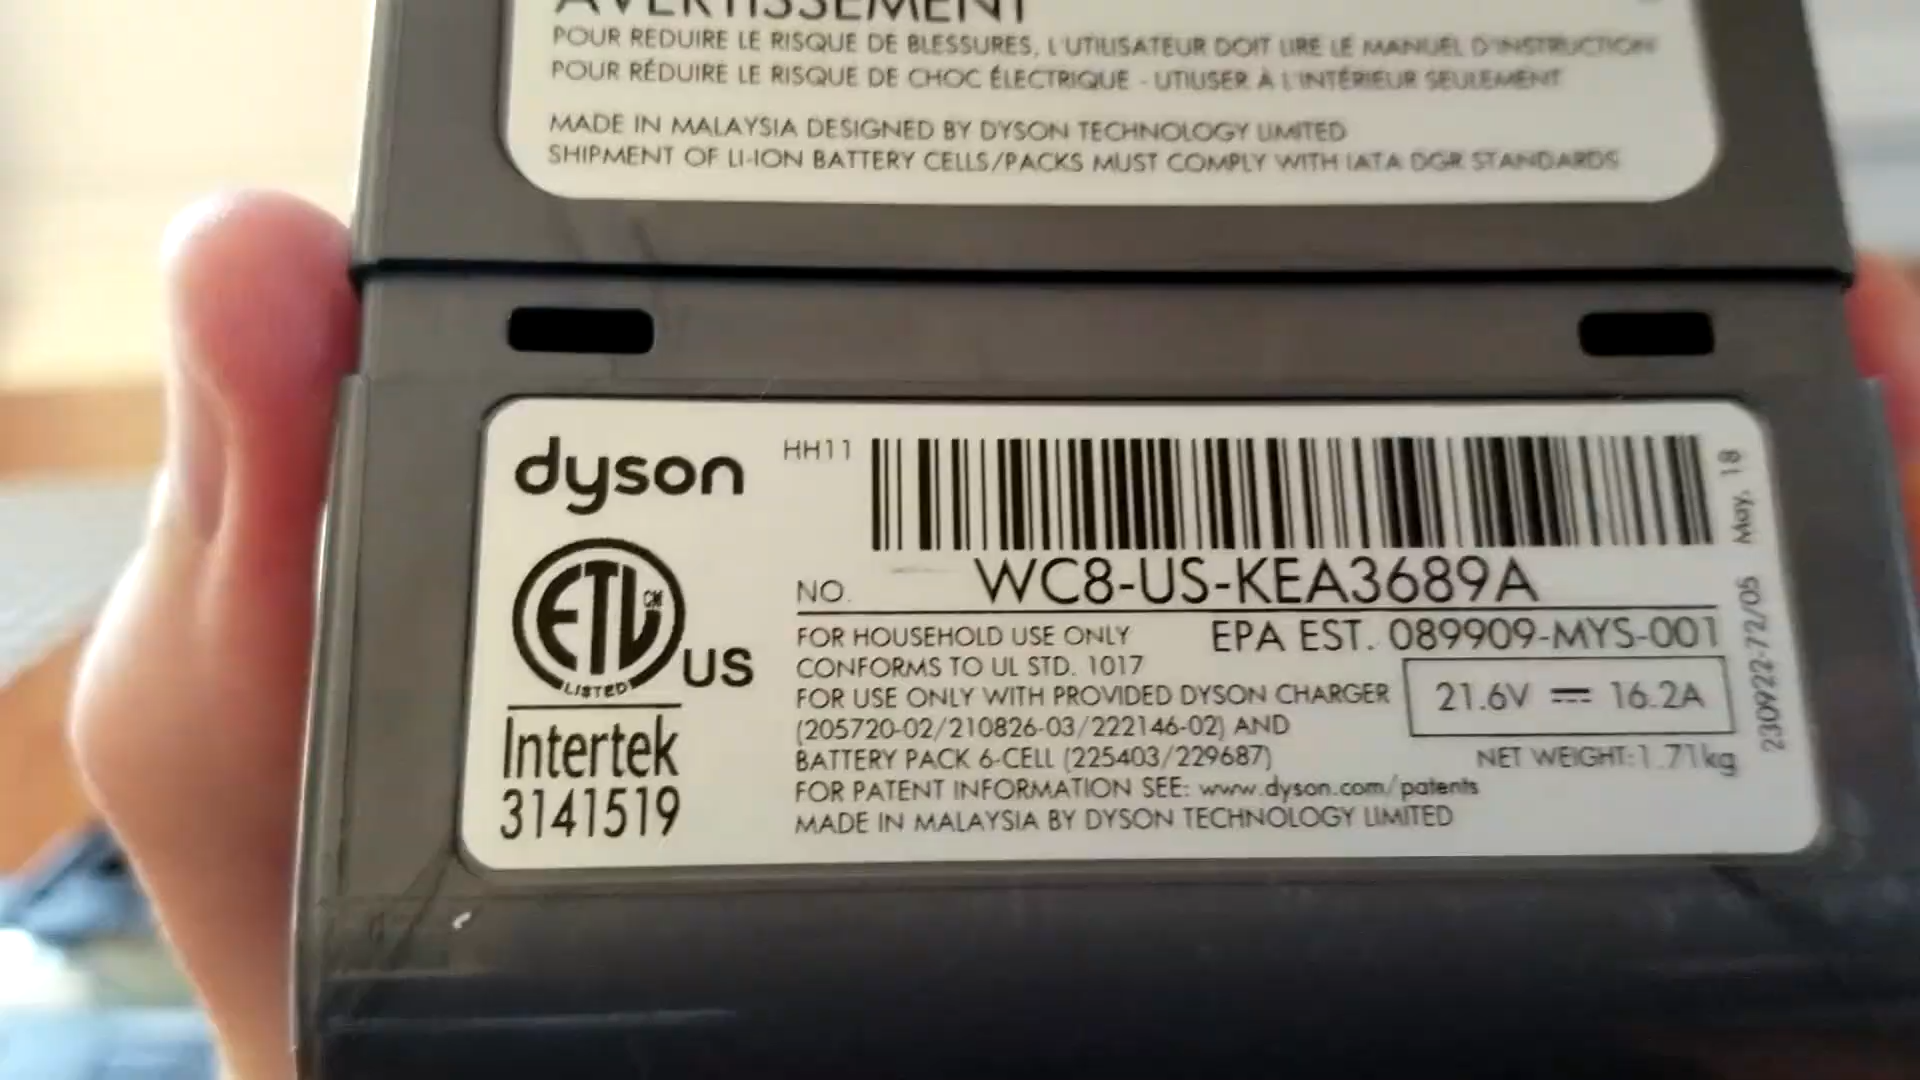 AVERTISSEMENT
POUR REDUIRE LE RISQUE DE BLESSURES, L'UTILISATEUR DOIT LIRE LE MANUEL D'INSTRUCTION
POUR RÉDUIRE LE RISQUE DE CHOC ÉLECTRIQUE - UTILISER À L'INTÉRIEUR SEULEMENT
MADE IN MALAYSIA DESIGNED BY DYSON TECHNOLOGY LIMITED
SHIPMENT OF LI-ION BATTERY CELLS/PACKS MUST COMPLY WITH IATA DGR STANDARDS
dyson
HH11
May, 18
NO. WC8-US-KEA3689A
ETL CM
LISTED
US
Intertek
3141519
FOR HOUSEHOLD USE ONLY EPA EST. 089909-MYS-001
CONFORMS TO UL STD. 1017
FOR USE ONLY WITH PROVIDED DYSON CHARGER
21.6V ⎓ 16.2A
(205720-02/210826-03/222146-02) AND
BATTERY PACK 6-CELL (225403/229687)
NET WEIGHT:1.71kg
FOR PATENT INFORMATION SEE: www.dyson.com/patents
MADE IN MALAYSIA BY DYSON TECHNOLOGY LIMITED
230922-72/05